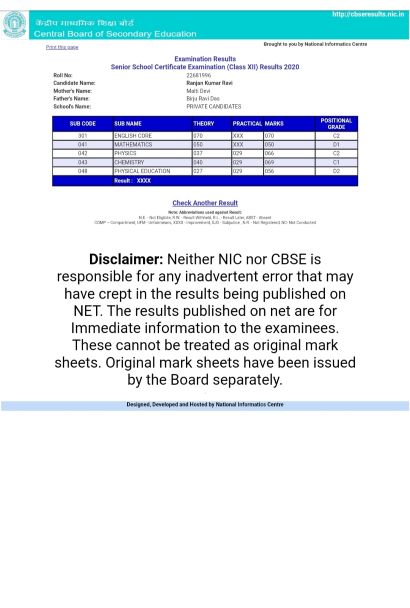 केंद्रीय माध्यमिक शिक्षा बोर्ड
Central Board of Secondary Education
http://cbseresults.nic.in
Print this page
Brought to you by National Informatics Centre
Examination Results
Senior School Certificate Examination (Class XII) Results 2020
Roll No: 22681996
Candidate Name: Ranjan Kumar Ravi
Mother's Name: Malti Devi
Father's Name: Birju Ravi Das
School's Name: PRIVATE CANDIDATES
SUB CODE SUB NAME THEORY PRACTICAL MARKS POSITIONAL GRADE
301 ENGLISH CORE 070 XXX 070 C2
041 MATHEMATICS 050 XXX 050 D1
042 PHYSICS 037 029 066 C2
043 CHEMISTRY 040 029 069 C1
048 PHYSICAL EDUCATION 027 029 056 D2
Result : XXXX
Check Another Result
Note: Abbreviations used against Result:
N.E. - Not Eligible, R.W. - Result Withheld, R.L. - Result Later, ABST - Absent
COMP - Compartment, UFM - Unfairmeans, XXXX - Improvement, SJD - Subjudice , N.R - Not Registered, NC- Not Conducted
Disclaimer: Neither NIC nor CBSE is
responsible for any inadvertent error that may
have crept in the results being published on
NET. The results published on net are for
Immediate information to the examinees.
These cannot be treated as original mark
sheets. Original mark sheets have been issued
by the Board separately.
Designed, Developed and Hosted by National Informatics Centre